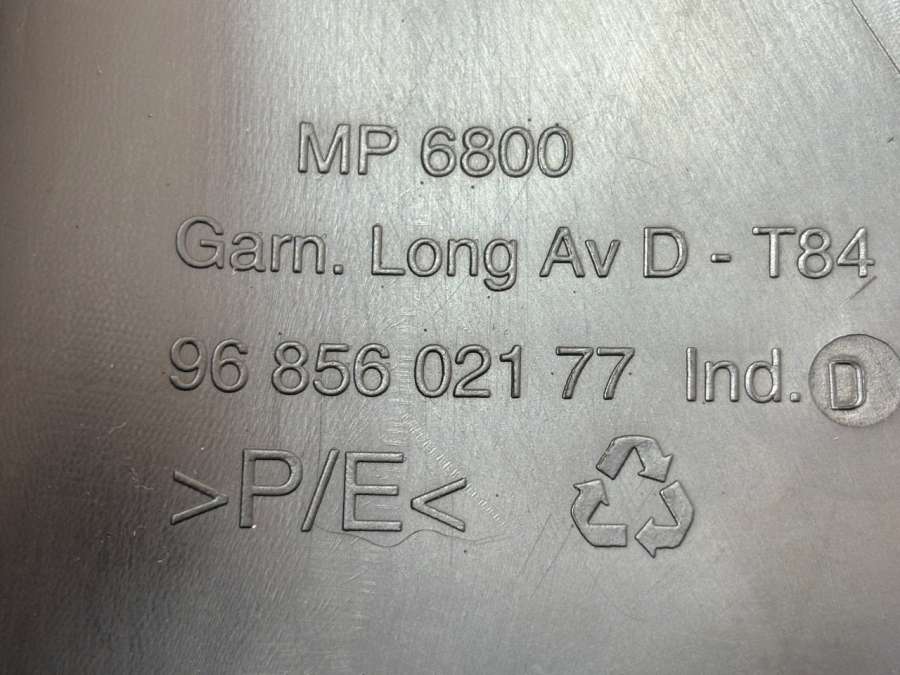 MP 6800
Garn. Long Av D - T84
96 856 021 77 Ind. D
>P/E<